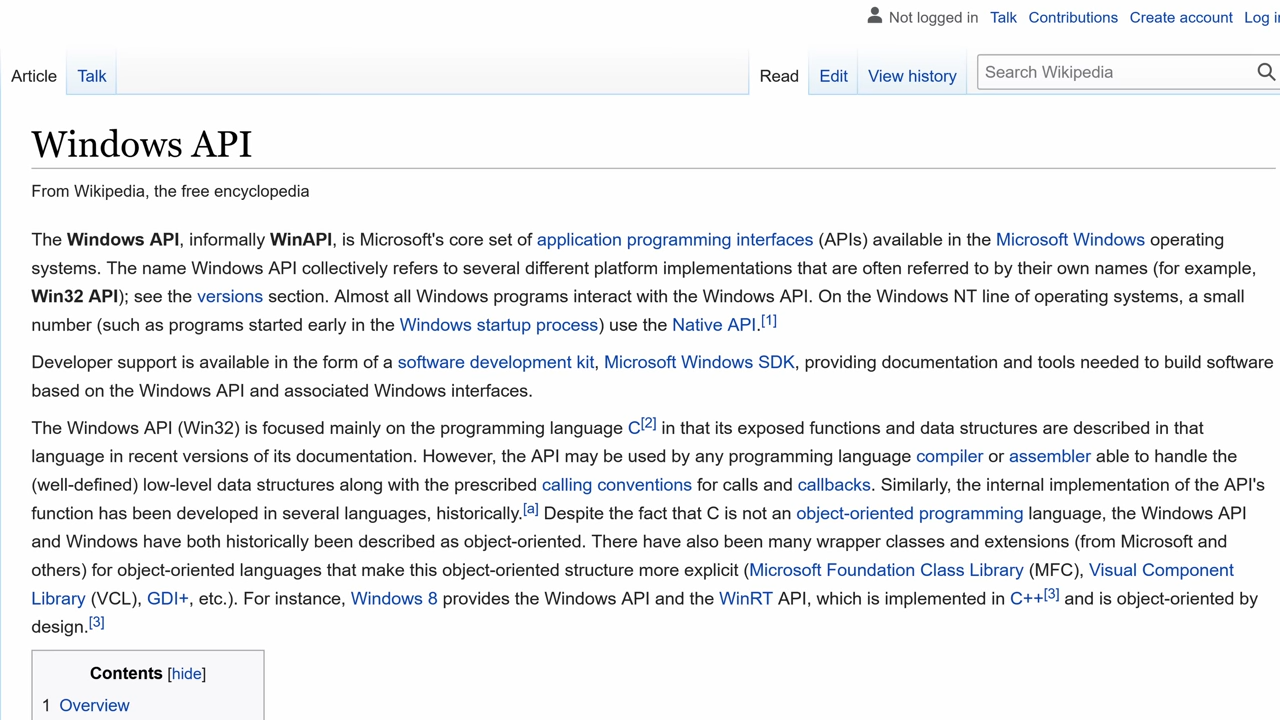 Not logged in Talk Contributions Create account Log i
Article Talk Read Edit View history Search Wikipedia
Windows API
From Wikipedia, the free encyclopedia
The Windows API, informally WinAPI, is Microsoft's core set of application programming interfaces (APIs) available in the Microsoft Windows operating
systems. The name Windows API collectively refers to several different platform implementations that are often referred to by their own names (for example,
Win32 API); see the versions section. Almost all Windows programs interact with the Windows API. On the Windows NT line of operating systems, a small
number (such as programs started early in the Windows startup process) use the Native API.[1]
Developer support is available in the form of a software development kit, Microsoft Windows SDK, providing documentation and tools needed to build software
based on the Windows API and associated Windows interfaces.
The Windows API (Win32) is focused mainly on the programming language C[2] in that its exposed functions and data structures are described in that
language in recent versions of its documentation. However, the API may be used by any programming language compiler or assembler able to handle the
(well-defined) low-level data structures along with the prescribed calling conventions for calls and callbacks. Similarly, the internal implementation of the API's
function has been developed in several languages, historically.[a] Despite the fact that C is not an object-oriented programming language, the Windows API
and Windows have both historically been described as object-oriented. There have also been many wrapper classes and extensions (from Microsoft and
others) for object-oriented languages that make this object-oriented structure more explicit (Microsoft Foundation Class Library (MFC), Visual Component
Library (VCL), GDI+, etc.). For instance, Windows 8 provides the Windows API and the WinRT API, which is implemented in C++[3] and is object-oriented by
design.[3]
Contents [hide]
1 Overview